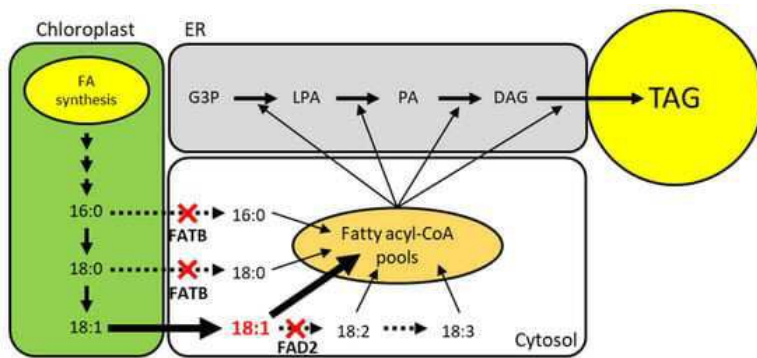 Chloroplast
ER
FA
synthesis
G3P
LPA
PA
DAG
TAG
16:0
FATB
16:0
Fatty acyl-CoA
pools
18:0
FATB
18:0
18:1
18:1
FAD2
18:2
18:3
Cytosol